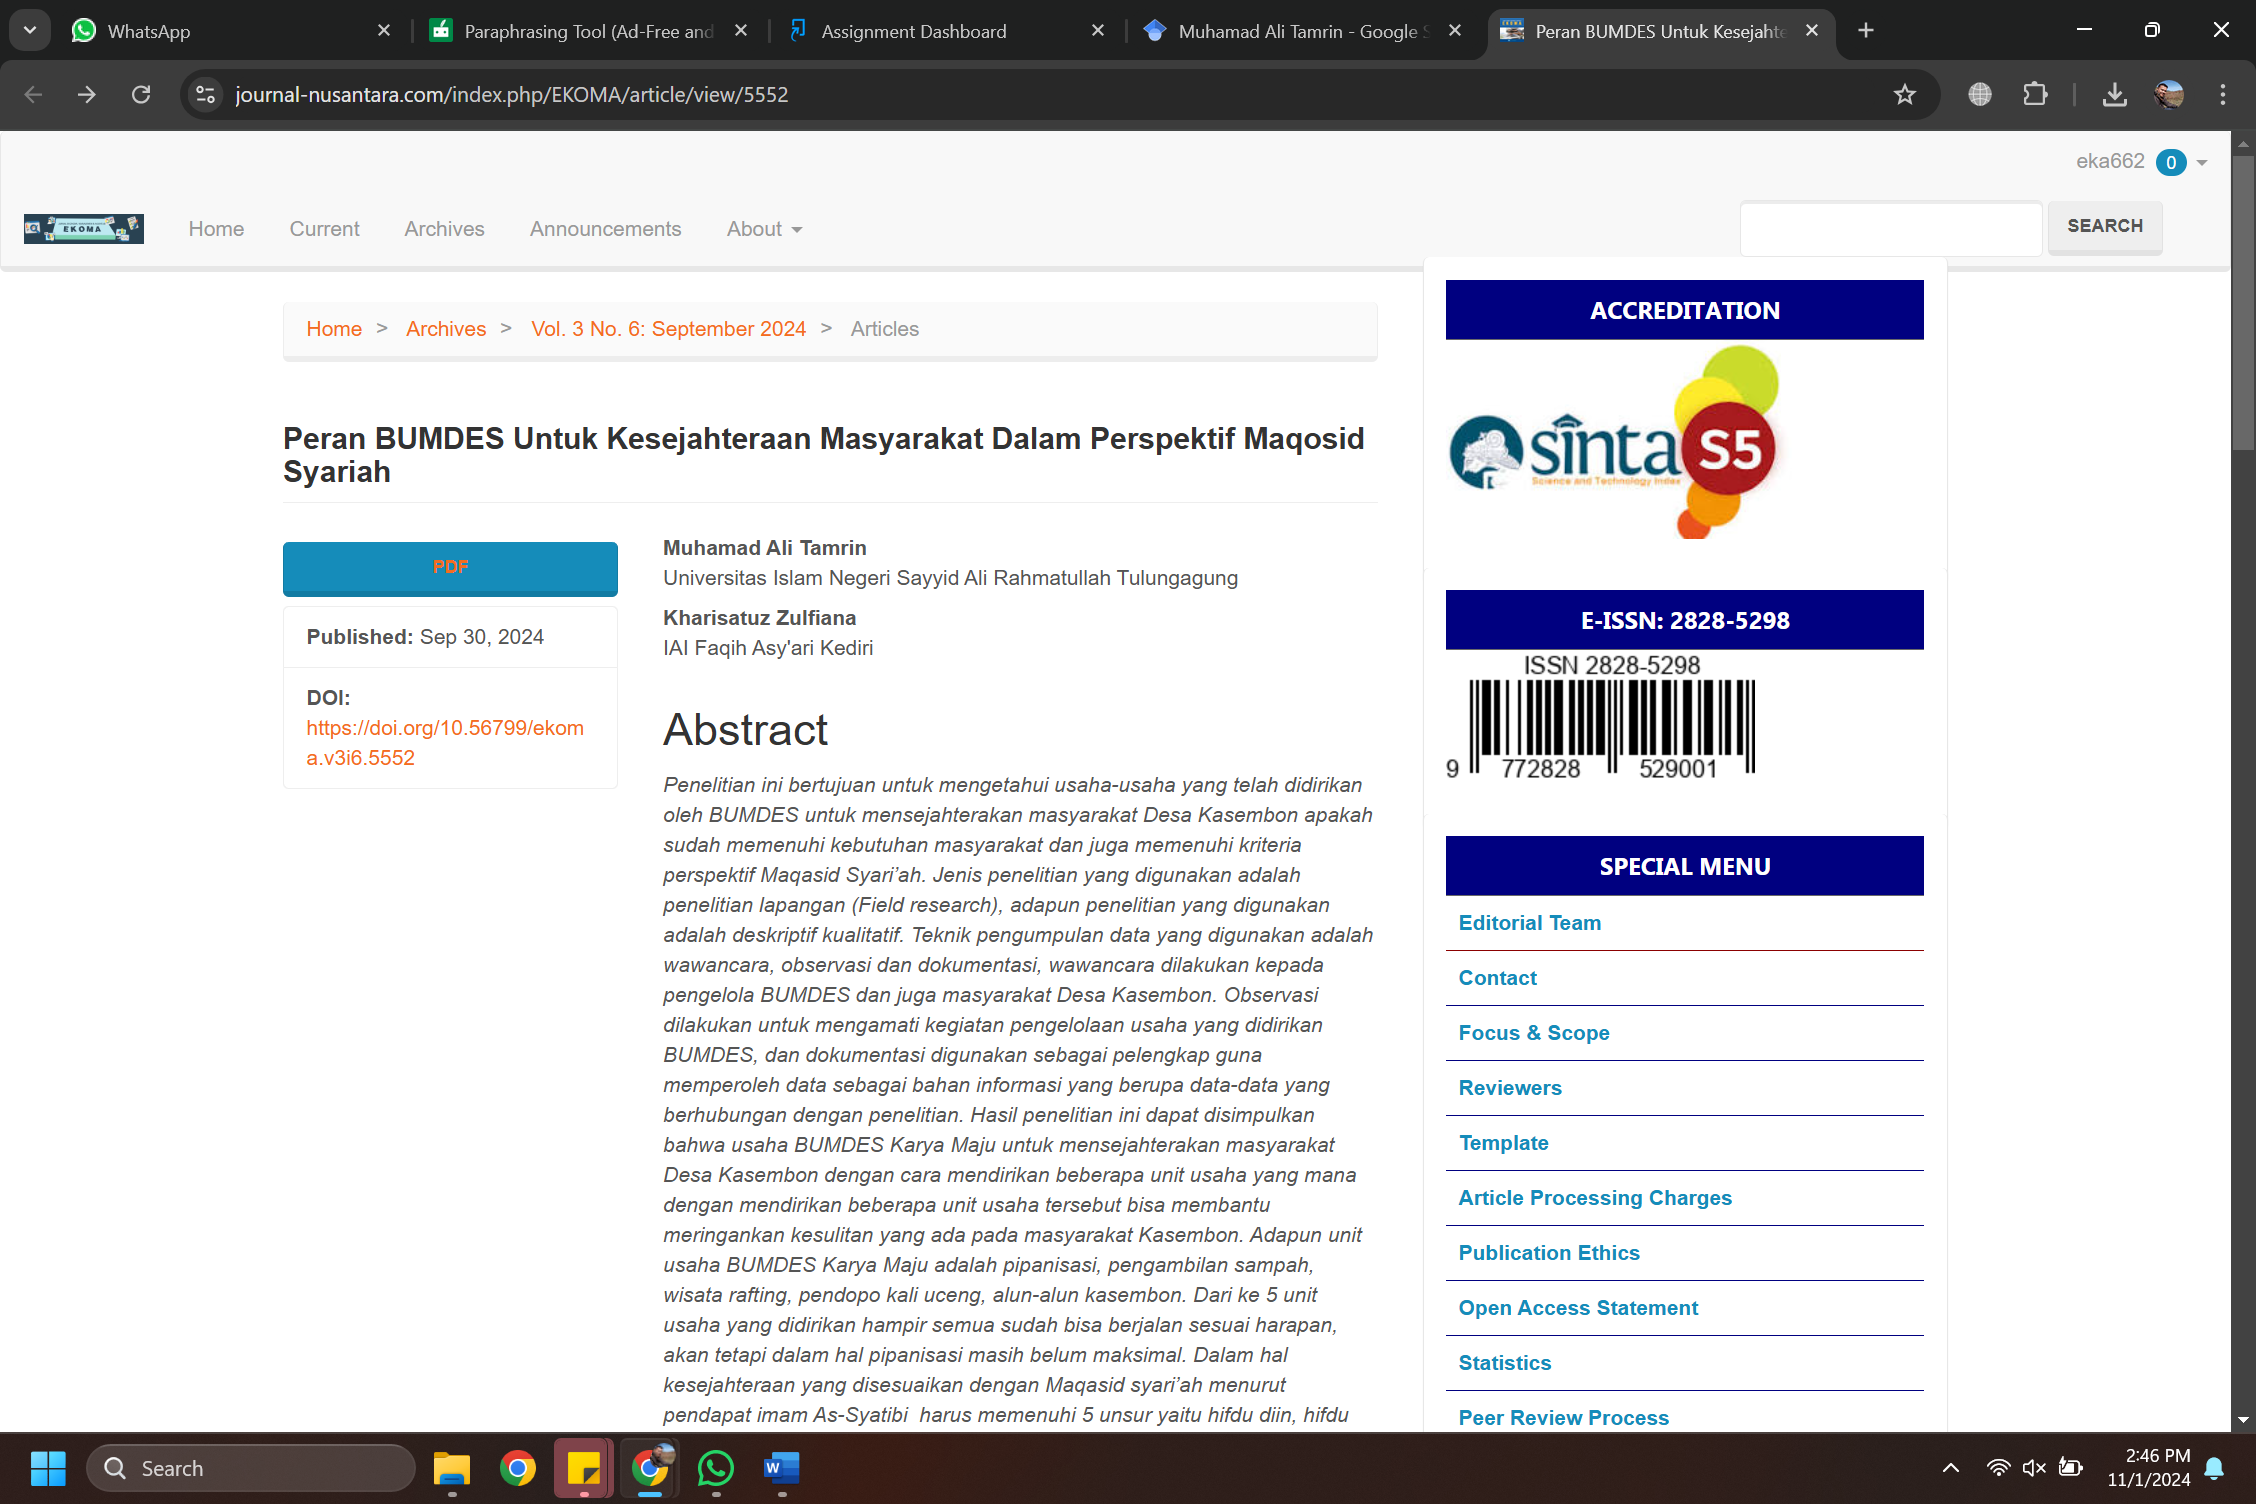 WhatsApp
Paraphrasing Tool (Ad-Free and
Assignment Dashboard
Muhamad Ali Tamrin - Google S
Peran BUMDES Untuk Kesejahte
journal-nusantara.com/index.php/EKOMA/article/view/5552
eka662 0
EKOMA
Home
Current
Archives
Announcements
About
SEARCH
Home > Archives > Vol. 3 No. 6: September 2024 > Articles
Peran BUMDES Untuk Kesejahteraan Masyarakat Dalam Perspektif Maqosid
Syariah
PDF
Published: Sep 30, 2024
DOI:
https://doi.org/10.56799/ekom
a.v3i6.5552
Muhamad Ali Tamrin
Universitas Islam Negeri Sayyid Ali Rahmatullah Tulungagung
Kharisatuz Zulfiana
IAI Faqih Asy'ari Kediri
Abstract
Penelitian ini bertujuan untuk mengetahui usaha-usaha yang telah didirikan
oleh BUMDES untuk mensejahterakan masyarakat Desa Kasembon apakah
sudah memenuhi kebutuhan masyarakat dan juga memenuhi kriteria
perspektif Maqasid Syari’ah. Jenis penelitian yang digunakan adalah
penelitian lapangan (Field research), adapun penelitian yang digunakan
adalah deskriptif kualitatif. Teknik pengumpulan data yang digunakan adalah
wawancara, observasi dan dokumentasi, wawancara dilakukan kepada
pengelola BUMDES dan juga masyarakat Desa Kasembon. Observasi
dilakukan untuk mengamati kegiatan pengelolaan usaha yang didirikan
BUMDES, dan dokumentasi digunakan sebagai pelengkap guna
memperoleh data sebagai bahan informasi yang berupa data-data yang
berhubungan dengan penelitian. Hasil penelitian ini dapat disimpulkan
bahwa usaha BUMDES Karya Maju untuk mensejahterakan masyarakat
Desa Kasembon dengan cara mendirikan beberapa unit usaha yang mana
dengan mendirikan beberapa unit usaha tersebut bisa membantu
meringankan kesulitan yang ada pada masyarakat Kasembon. Adapun unit
usaha BUMDES Karya Maju adalah pipanisasi, pengambilan sampah,
wisata rafting, pendopo kali uceng, alun-alun kasembon. Dari ke 5 unit
usaha yang didirikan hampir semua sudah bisa berjalan sesuai harapan,
akan tetapi dalam hal pipanisasi masih belum maksimal. Dalam hal
kesejahteraan yang disesuaikan dengan Maqasid syari’ah menurut
pendapat imam As-Syatibi harus memenuhi 5 unsur yaitu hifdu diin, hifdu
ACCREDITATION
sinta S5
Science and Technology Index
E-ISSN: 2828-5298
ISSN 2828-5298
9 772828 529001
SPECIAL MENU
Editorial Team
Contact
Focus & Scope
Reviewers
Template
Article Processing Charges
Publication Ethics
Open Access Statement
Statistics
Peer Review Process
Search
2:46 PM
11/1/2024